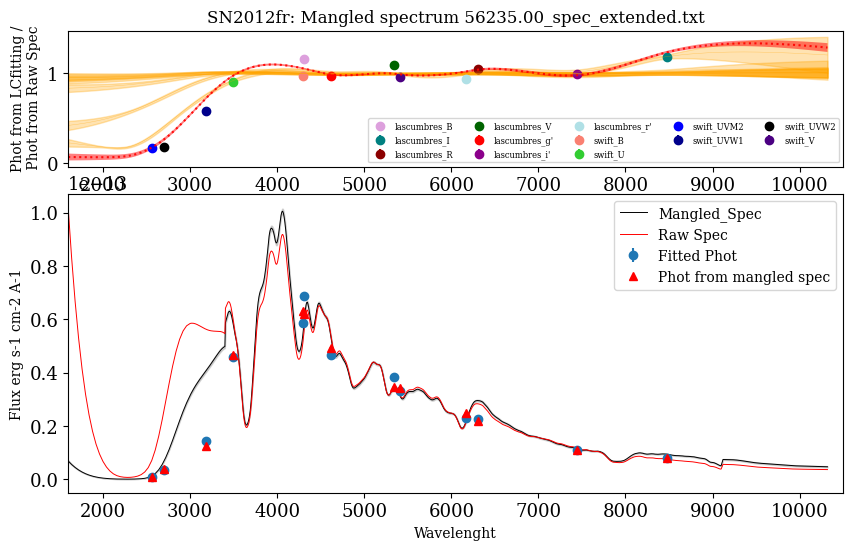 SN2012fr: Mangled spectrum 56235.00_spec_extended.txt
Phot from LCfitting /
Phot from Raw Spec
1
0
lascumbres_B lascumbres_V lascumbres_r' swift_UVM2 swift_UVW2
lascumbres_I lascumbres_g' swift_B swift_UVW1 swift_V
lascumbres_R lascumbres_i' swift_U
2000 3000 4000 5000 6000 7000 8000 9000 10000
1e−13
Flux erg s-1 cm-2 A-1
1.0
0.8
0.6
0.4
0.2
0.0
Mangled_Spec
Raw Spec
Fitted Phot
Phot from mangled spec
2000 3000 4000 5000 6000 7000 8000 9000 10000
Wavelenght